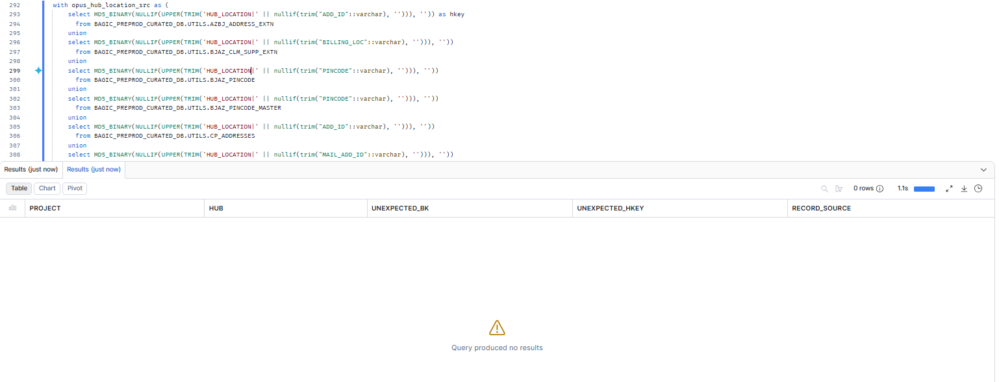 292 with opus_hub_location_src as (
293 select MD5_BINARY(NULLIF(UPPER(TRIM('HUB_LOCATION|' || nullif(trim("ADD_ID"::varchar), ''))), '')) as hkey
294 from BAGIC_PREPROD_CURATED_DB.UTILS.AZBJ_ADDRESS_EXTN
295 union
296 select MD5_BINARY(NULLIF(UPPER(TRIM('HUB_LOCATION|' || nullif(trim("BILLING_LOC"::varchar), ''))), ''))
297 from BAGIC_PREPROD_CURATED_DB.UTILS.BJAZ_CLM_SUPP_EXTN
298 union
299 select MD5_BINARY(NULLIF(UPPER(TRIM('HUB_LOCATION|' || nullif(trim("PINCODE"::varchar), ''))), ''))
300 from BAGIC_PREPROD_CURATED_DB.UTILS.BJAZ_PINCODE
301 union
302 select MD5_BINARY(NULLIF(UPPER(TRIM('HUB_LOCATION|' || nullif(trim("PINCODE"::varchar), ''))), ''))
303 from BAGIC_PREPROD_CURATED_DB.UTILS.BJAZ_PINCODE_MASTER
304 union
305 select MD5_BINARY(NULLIF(UPPER(TRIM('HUB_LOCATION|' || nullif(trim("ADD_ID"::varchar), ''))), ''))
306 from BAGIC_PREPROD_CURATED_DB.UTILS.CP_ADDRESSES
307 union
308 select MD5_BINARY(NULLIF(UPPER(TRIM('HUB_LOCATION|' || nullif(trim("MAIL_ADD_ID"::varchar), ''))), ''))
Results (just now) Results (just now)
Table Chart Pivot 0 rows 1.1s
PROJECT HUB UNEXPECTED_BK UNEXPECTED_HKEY RECORD_SOURCE
Query produced no results